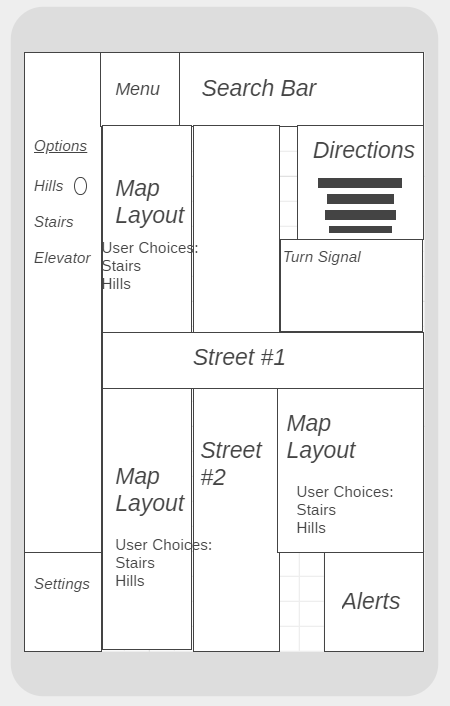 Menu
Search Bar
Options
Hills
Stairs
Elevator
Map
Layout
User Choices:
Stairs
Hills
Directions
Turn Signal
Street #1
Map
Layout
User Choices:
Stairs
Hills
Street
#2
Map
Layout
User Choices:
Stairs
Hills
Settings
Alerts